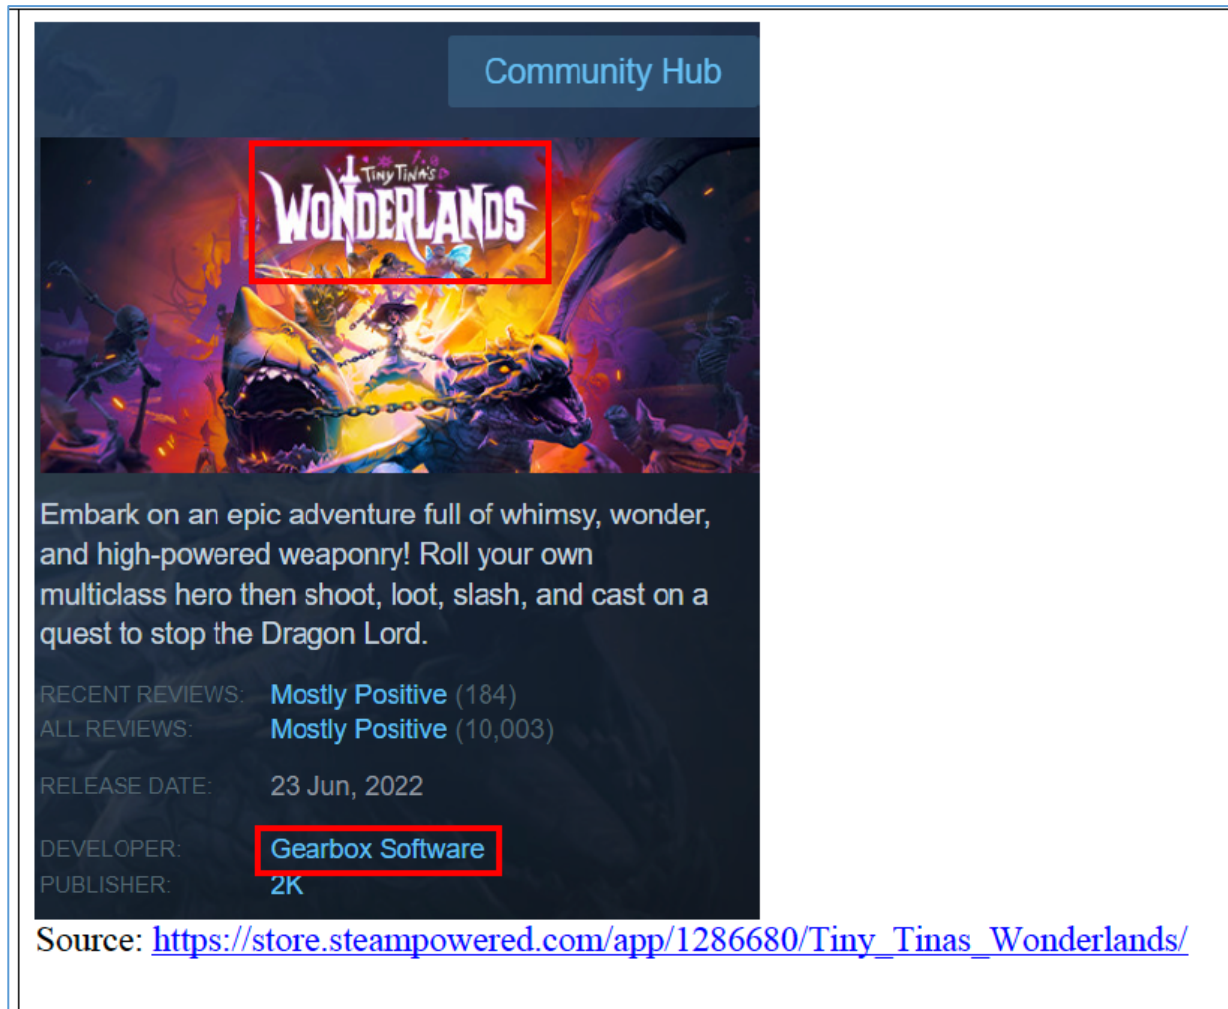 Community Hub
Tiny Tina's
WONDERLANDS
Embark on an epic adventure full of whimsy, wonder,
and high-powered weaponry! Roll your own
multiclass hero then shoot, loot, slash, and cast on a
quest to stop the Dragon Lord.
RECENT REVIEWS: Mostly Positive (184)
ALL REVIEWS: Mostly Positive (10,003)
RELEASE DATE: 23 Jun, 2022
DEVELOPER: Gearbox Software
PUBLISHER: 2K
Source: https://store.steampowered.com/app/1286680/Tiny_Tinas_Wonderlands/